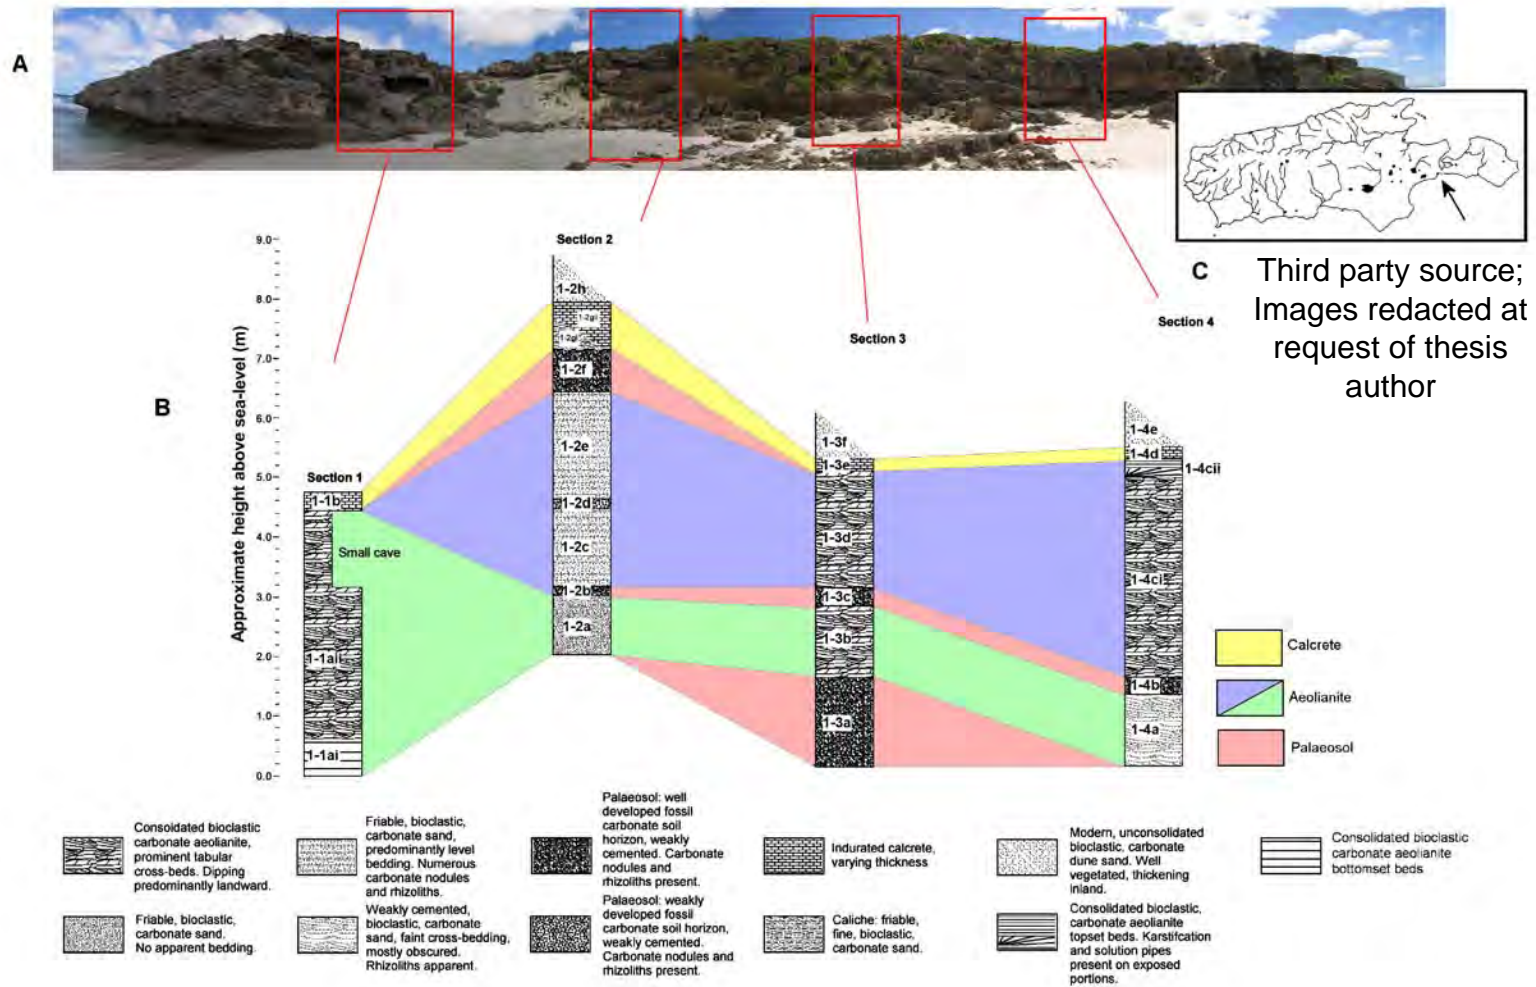 A
C
Third party source;
Images redacted at
request of thesis
author
B
Approximate height above sea-level (m)
9.0
8.0
7.0
6.0
5.0
4.0
3.0
2.0
1.0
0.0
Section 1
1-1b
Small cave
1-1aii
1-1ai
Section 2
1-2h
1-2gii
1-2gi
1-2f
1-2e
1-2d
1-2c
1-2b
1-2a
Section 3
1-3f
1-3e
1-3d
1-3c
1-3b
1-3a
Section 4
1-4e
1-4d
1-4cii
1-4ci
1-4b
1-4a
Calcrete
Aeolianite
Palaeosol
Consoidated bioclastic
carbonate aeolianite,
prominent tabular
cross-beds. Dipping
predominantly landward.
Friable, bioclastic,
carbonate sand,
predominantly level
bedding. Numerous
carbonate nodules
and rhizoliths.
Palaeosol: well
developed fossil
carbonate soil
horizon, weakly
cemented. Carbonate
nodules and
rhizoliths present.
Indurated calcrete,
varying thickness
Modern, unconsolidated
bioclastic, carbonate
dune sand. Well
vegetated, thickening
inland.
Consolidated bioclastic
carbonate aeolianite
bottomset beds
Friable, bioclastic,
carbonate sand.
No apparent bedding.
Weakly cemented,
bioclastic, carbonate
sand, faint cross-bedding,
mostly obscured.
Rhizoliths apparent.
Palaeosol: weakly
developed fossil
carbonate soil horizon,
weakly cemented.
Carbonate nodules and
rhizoliths present.
Caliche: friable,
fine, bioclastic,
carbonate sand.
Consolidated bioclastic,
carbonate aeolianite
topset beds. Karstifcation
and solution pipes
present on exposed
portions.